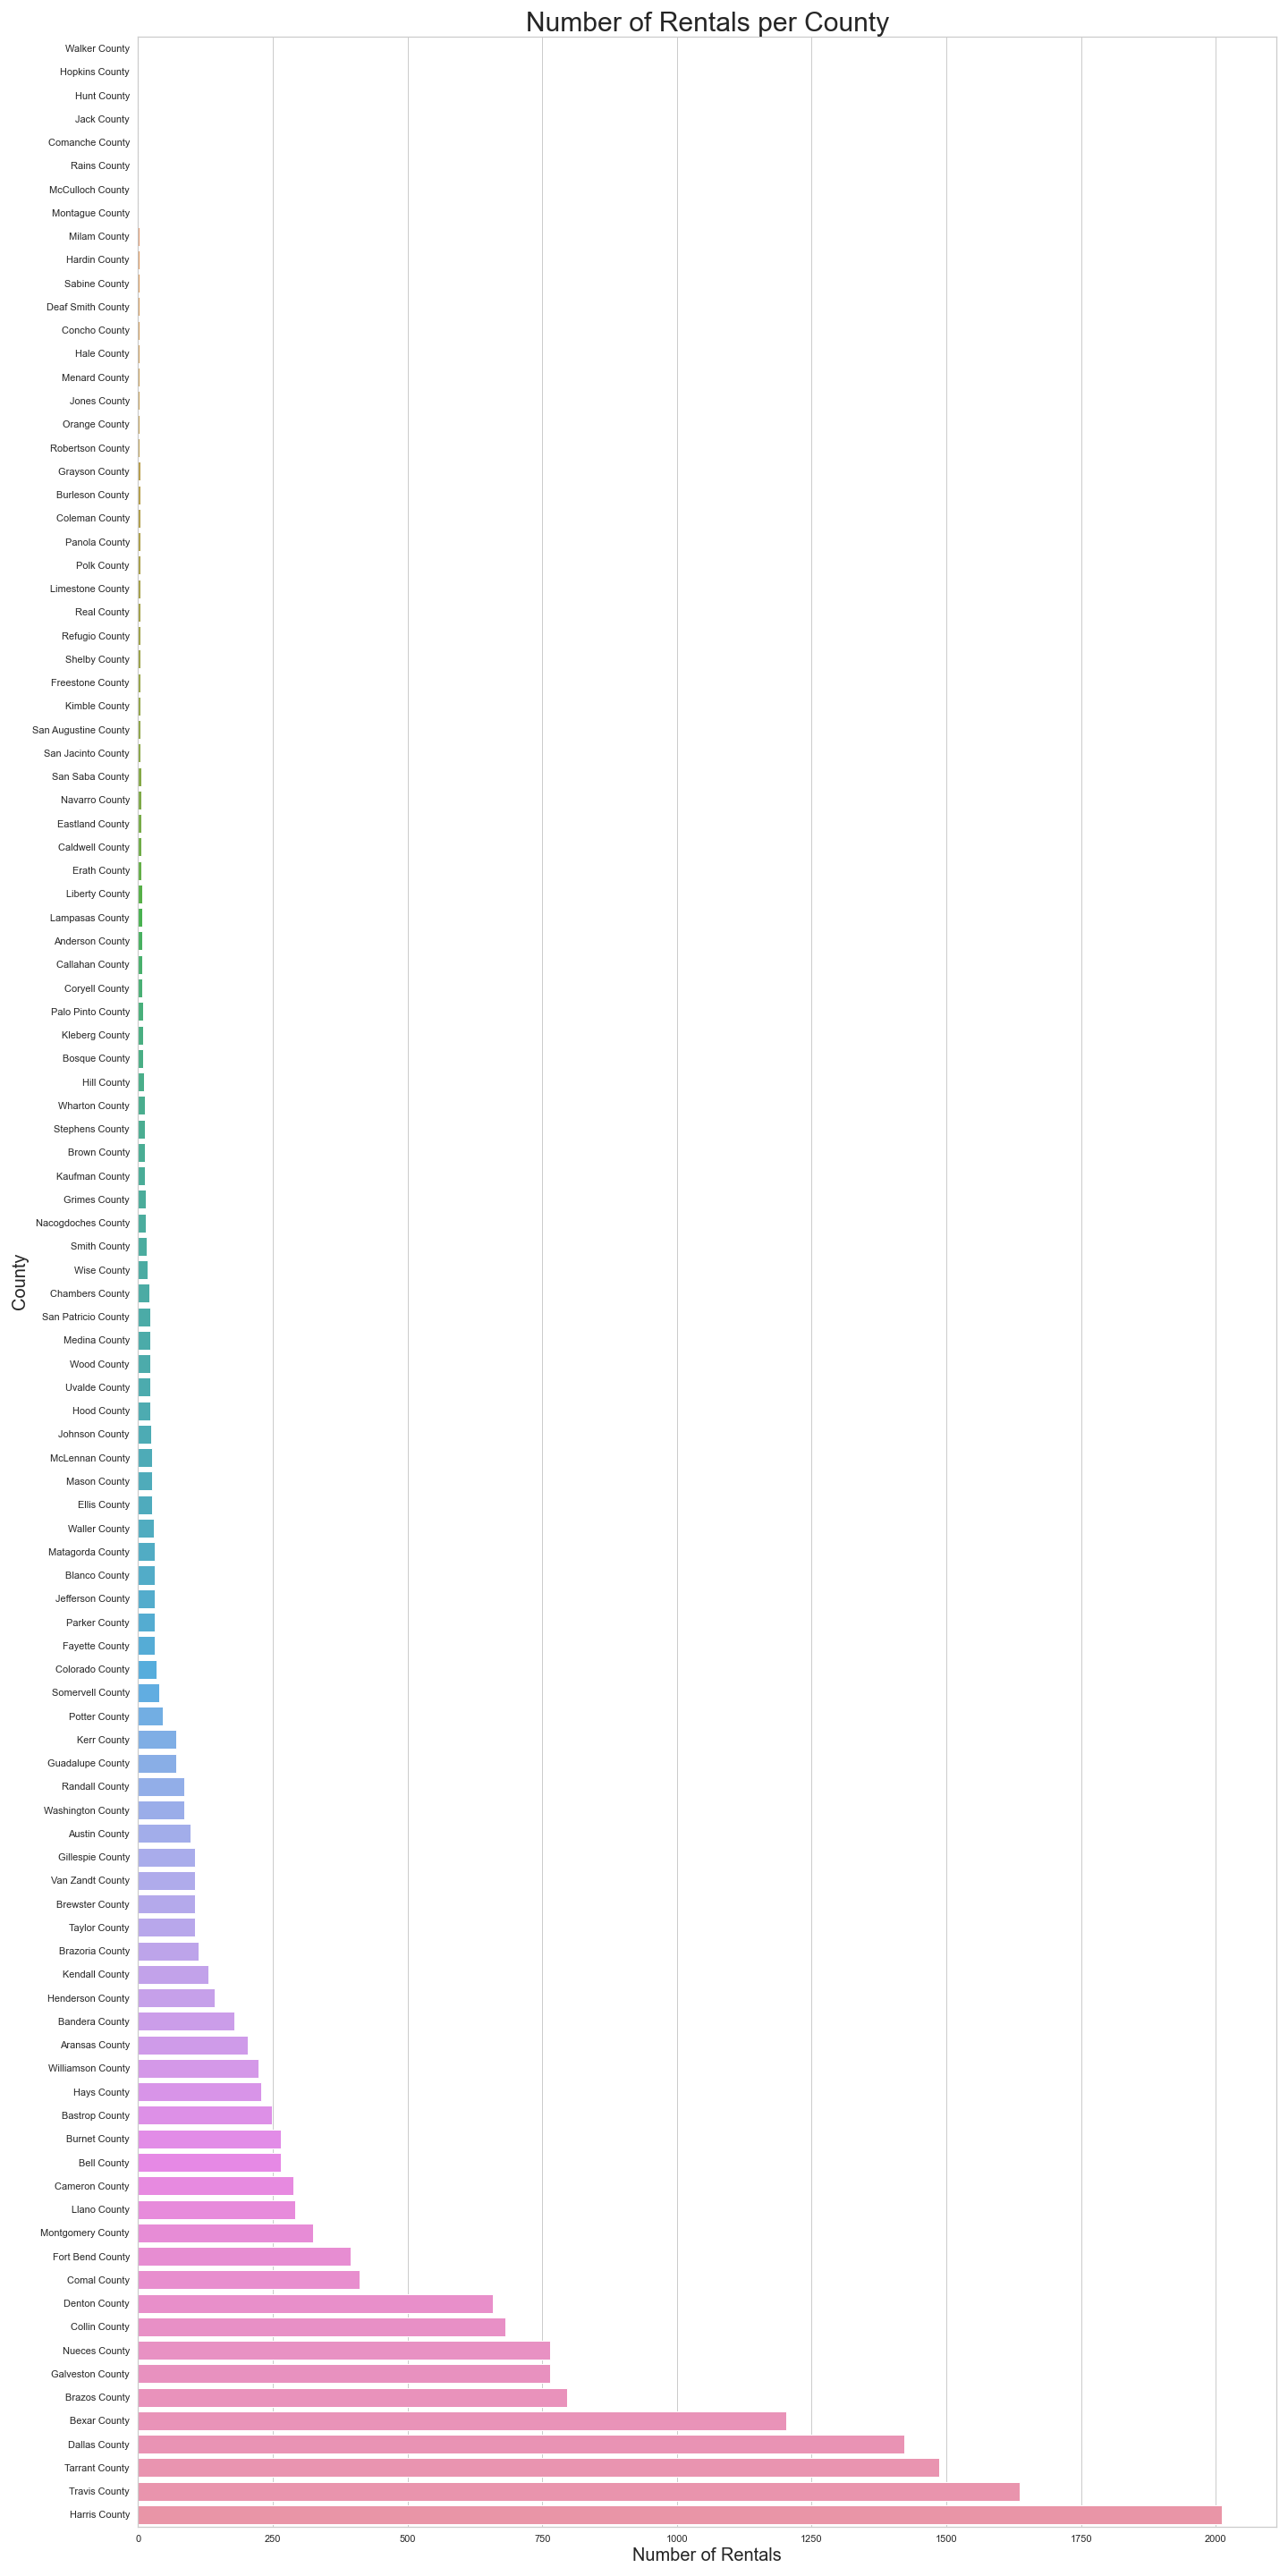 Number of Rentals per County
Walker County
Hopkins County
Hunt County
Jack County
Comanche County
Rains County
McCulloch County
Montague County
Milam County
Hardin County
Sabine County
Deaf Smith County
Concho County
Hale County
Menard County
Jones County
Orange County
Robertson County
Grayson County
Burleson County
Coleman County
Panola County
Polk County
Limestone County
Real County
Refugio County
Shelby County
Freestone County
Kimble County
San Augustine County
San Jacinto County
San Saba County
Navarro County
Eastland County
Caldwell County
Erath County
Liberty County
Lampasas County
Anderson County
Callahan County
Coryell County
Palo Pinto County
Kleberg County
Bosque County
Hill County
Wharton County
Stephens County
Brown County
Kaufman County
Grimes County
Nacogdoches County
Smith County
Wise County
Chambers County
San Patricio County
Medina County
Wood County
Uvalde County
Hood County
Johnson County
McLennan County
Mason County
Ellis County
Waller County
Matagorda County
Blanco County
Jefferson County
Parker County
Fayette County
Colorado County
Somervell County
Potter County
Kerr County
Guadalupe County
Randall County
Washington County
Austin County
Gillespie County
Van Zandt County
Brewster County
Taylor County
Brazoria County
Kendall County
Henderson County
Bandera County
Aransas County
Williamson County
Hays County
Bastrop County
Burnet County
Bell County
Cameron County
Llano County
Montgomery County
Fort Bend County
Comal County
Denton County
Collin County
Nueces County
Galveston County
Brazos County
Bexar County
Dallas County
Tarrant County
Travis County
Harris County
County
0 250 500 750 1000 1250 1500 1750 2000
Number of Rentals